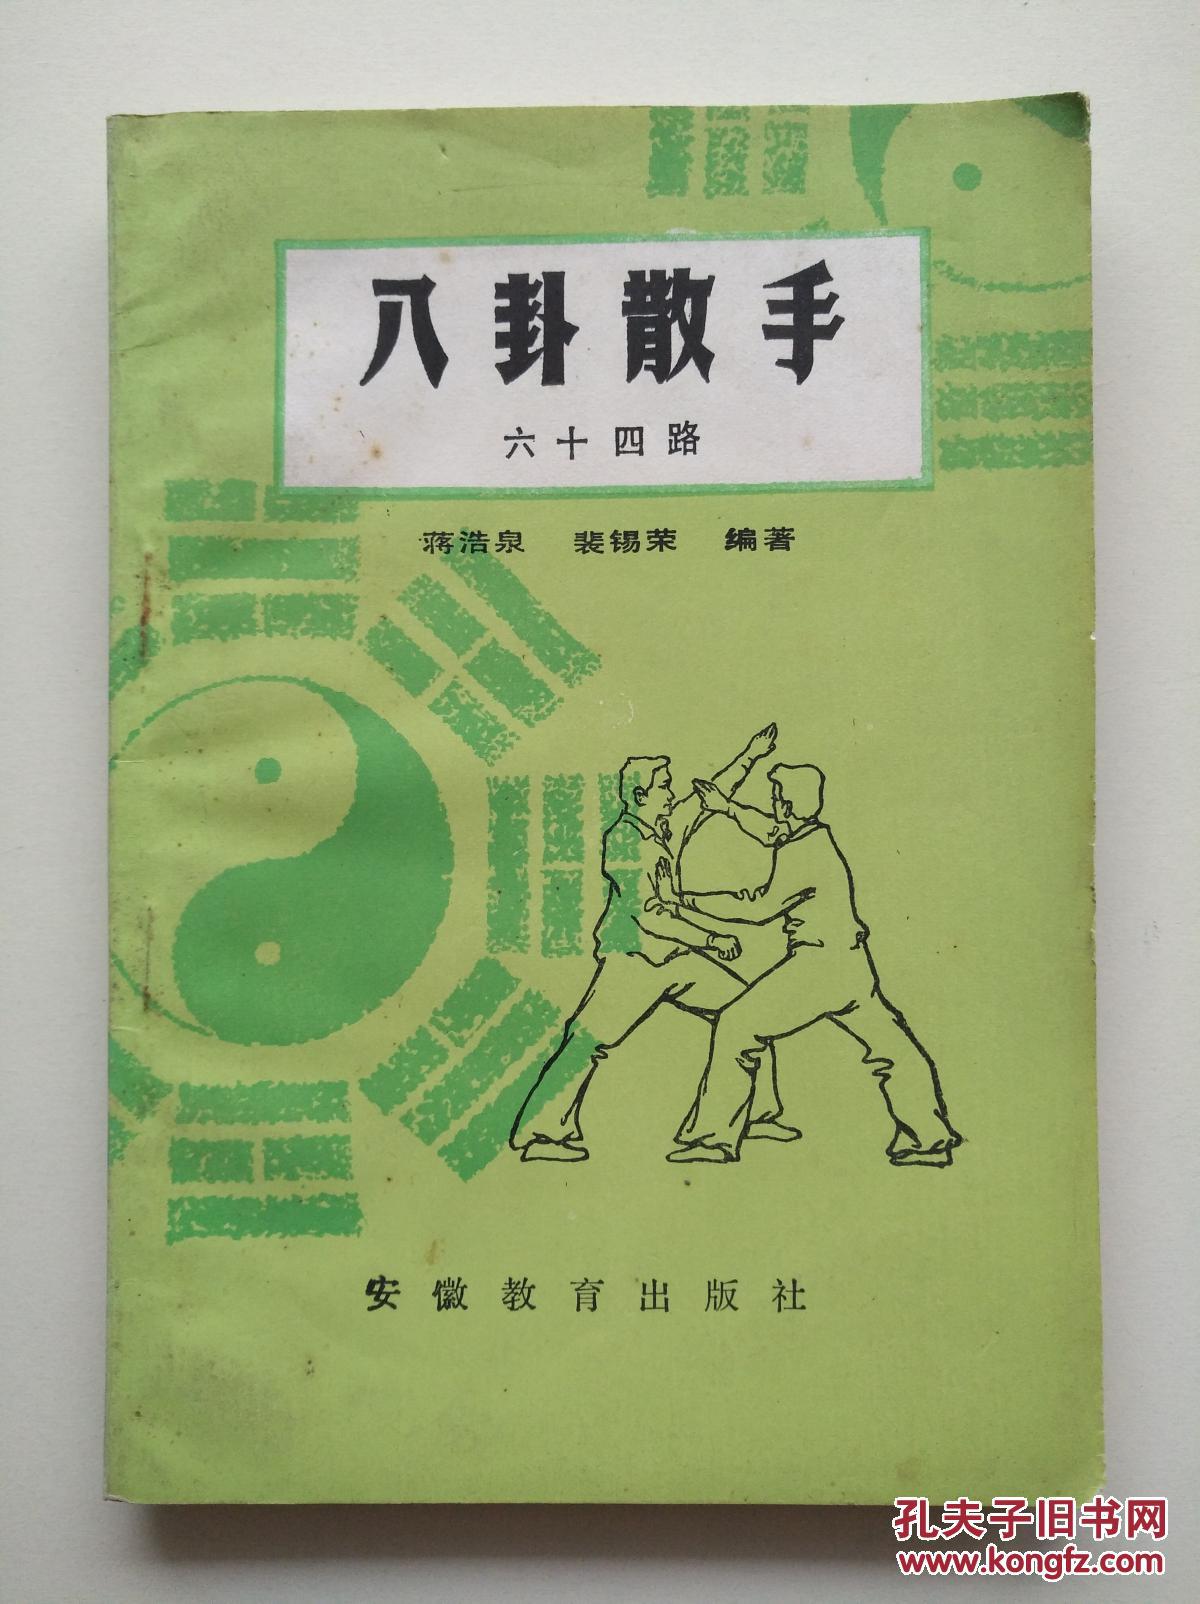 八卦散手
六十四路
蒋浩泉 裴锡荣 编著
安徽教育出版社
孔夫子旧书网
www.kongfz.com